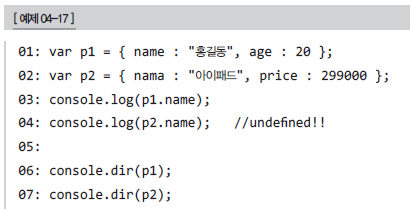 [ 예제 04-17 ]
01: var p1 = { name : "홍길동", age : 20 };
02: var p2 = { nama : "아이패드", price : 299000 };
03: console.log(p1.name);
04: console.log(p2.name);   //undefined!!
05:
06: console.dir(p1);
07: console.dir(p2);